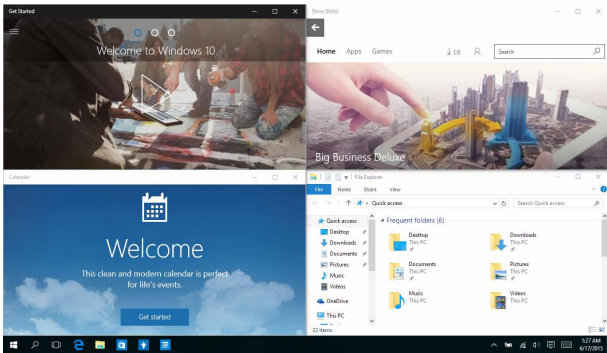 Get Started
Welcome to Windows 10
Store (Beta)
Home Apps Games
19
Search
Big Business Deluxe
Calendar
Welcome
This clean and modern calendar is perfect
for life's events.
Get started
File Explorer
File Home Share View
Quick access
Search Quick access
Quick access
Desktop
Downloads
Documents
Pictures
Music
Videos
OneDrive
This PC
Frequent folders (6)
Desktop
This PC
Downloads
This PC
Documents
This PC
Pictures
This PC
Music
This PC
Videos
This PC
22 items
1:27 AM
6/17/2015